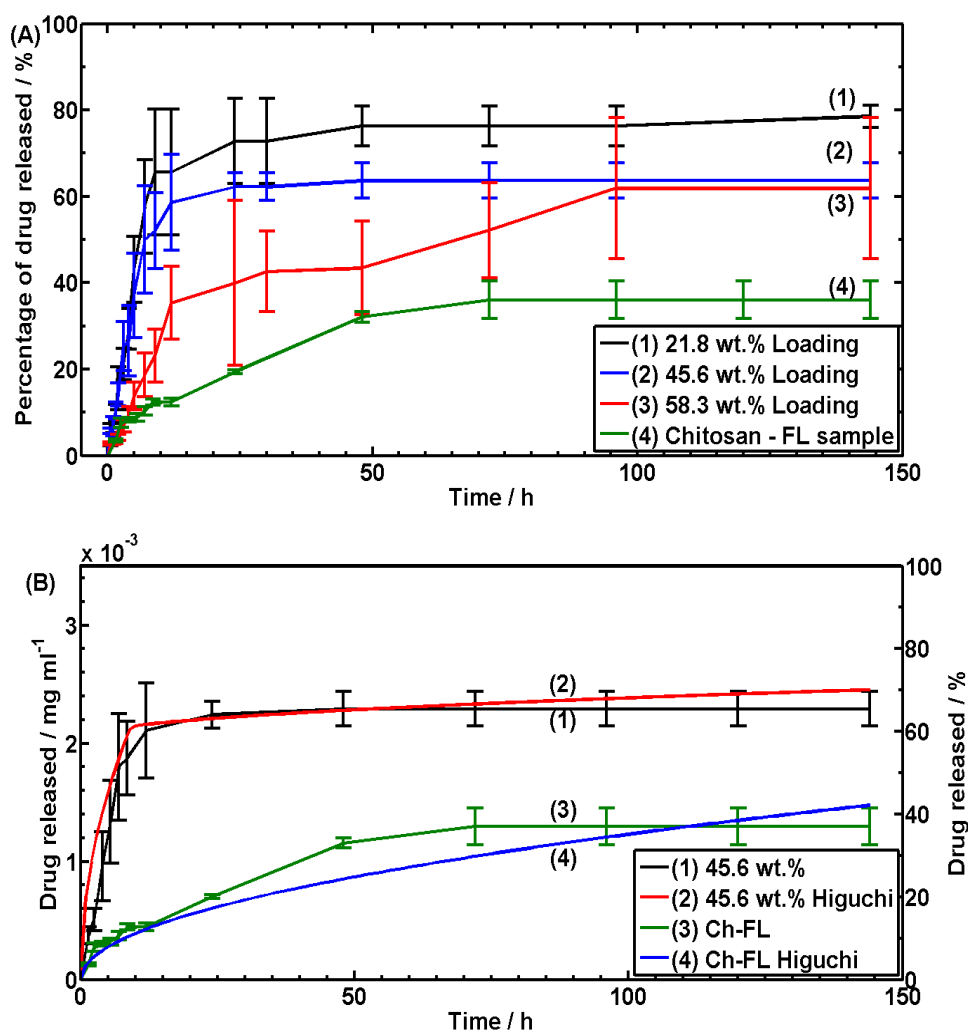 (A)
100
80
60
40
20
0
Percentage of drug released / %
(1)
(2)
(3)
(4)
(1) 21.8 wt.% Loading
(2) 45.6 wt.% Loading
(3) 58.3 wt.% Loading
(4) Chitosan - FL sample
0 50 100 150
Time / h
(B)
x 10⁻³
3
2
1
0
Drug released / mg ml⁻¹
100
80
60
40
20
0
Drug released / %
(2)
(1)
(3)
(4)
(1) 45.6 wt.%
(2) 45.6 wt.% Higuchi
(3) Ch-FL
(4) Ch-FL Higuchi
0 50 100 150
Time / h